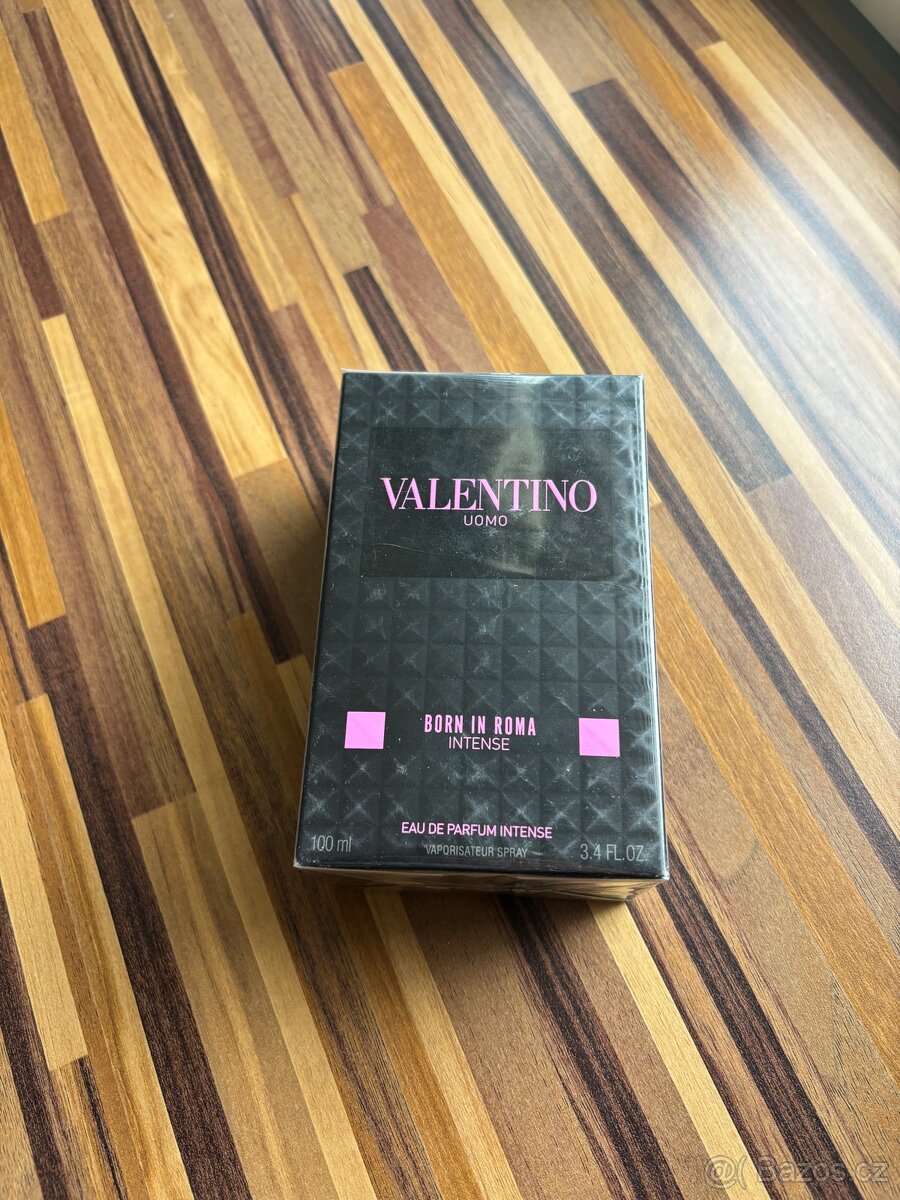 VALENTINO
UOMO
BORN IN ROMA
INTENSE
EAU DE PARFUM INTENSE
100 ml VAPORISATEUR SPRAY 3.4 FL.OZ.
@( Bazos.cz